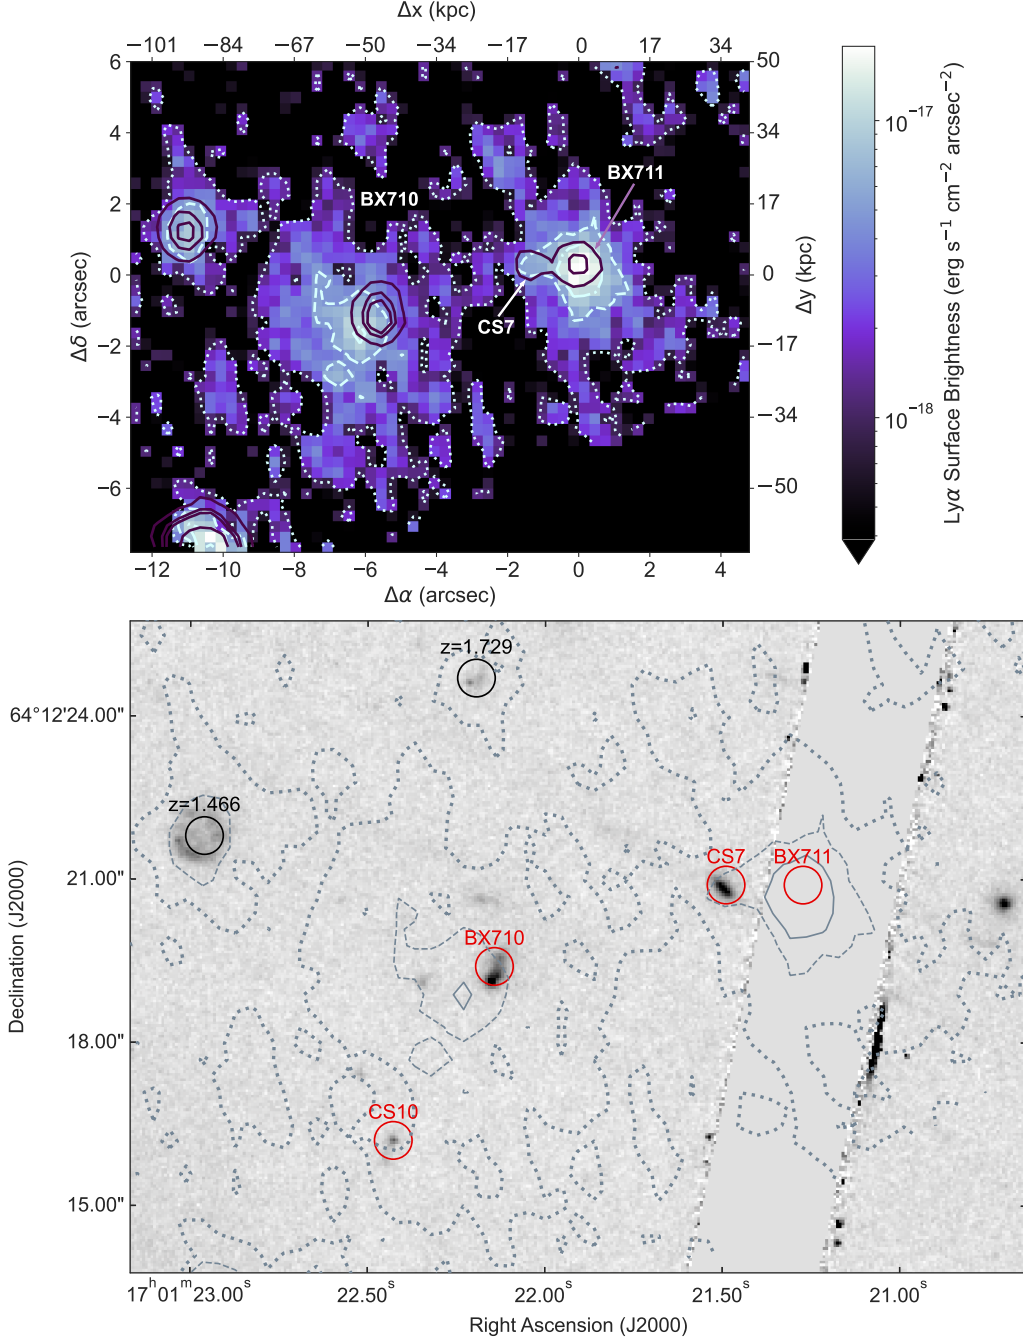 Δx (kpc)
−101 −84 −67 −50 −34 −17 0 17 34
6 50
4 34
2 17
0 0
−2 −17
−4 −34
−6 −50
BX711
BX710
CS7
Δδ (arcsec)
Δy (kpc)
−12 −10 −8 −6 −4 −2 0 2 4
Δα (arcsec)
10⁻¹⁷
10⁻¹⁸
Lyα Surface Brightness (erg s⁻¹ cm⁻² arcsec⁻²)
z=1.729
64°12'24.00"
z=1.466
21.00"
CS7 BX711
BX710
18.00"
CS10
15.00"
Declination (J2000)
17ʰ01ᵐ23.00ˢ 22.50ˢ 22.00ˢ 21.50ˢ 21.00ˢ
Right Ascension (J2000)